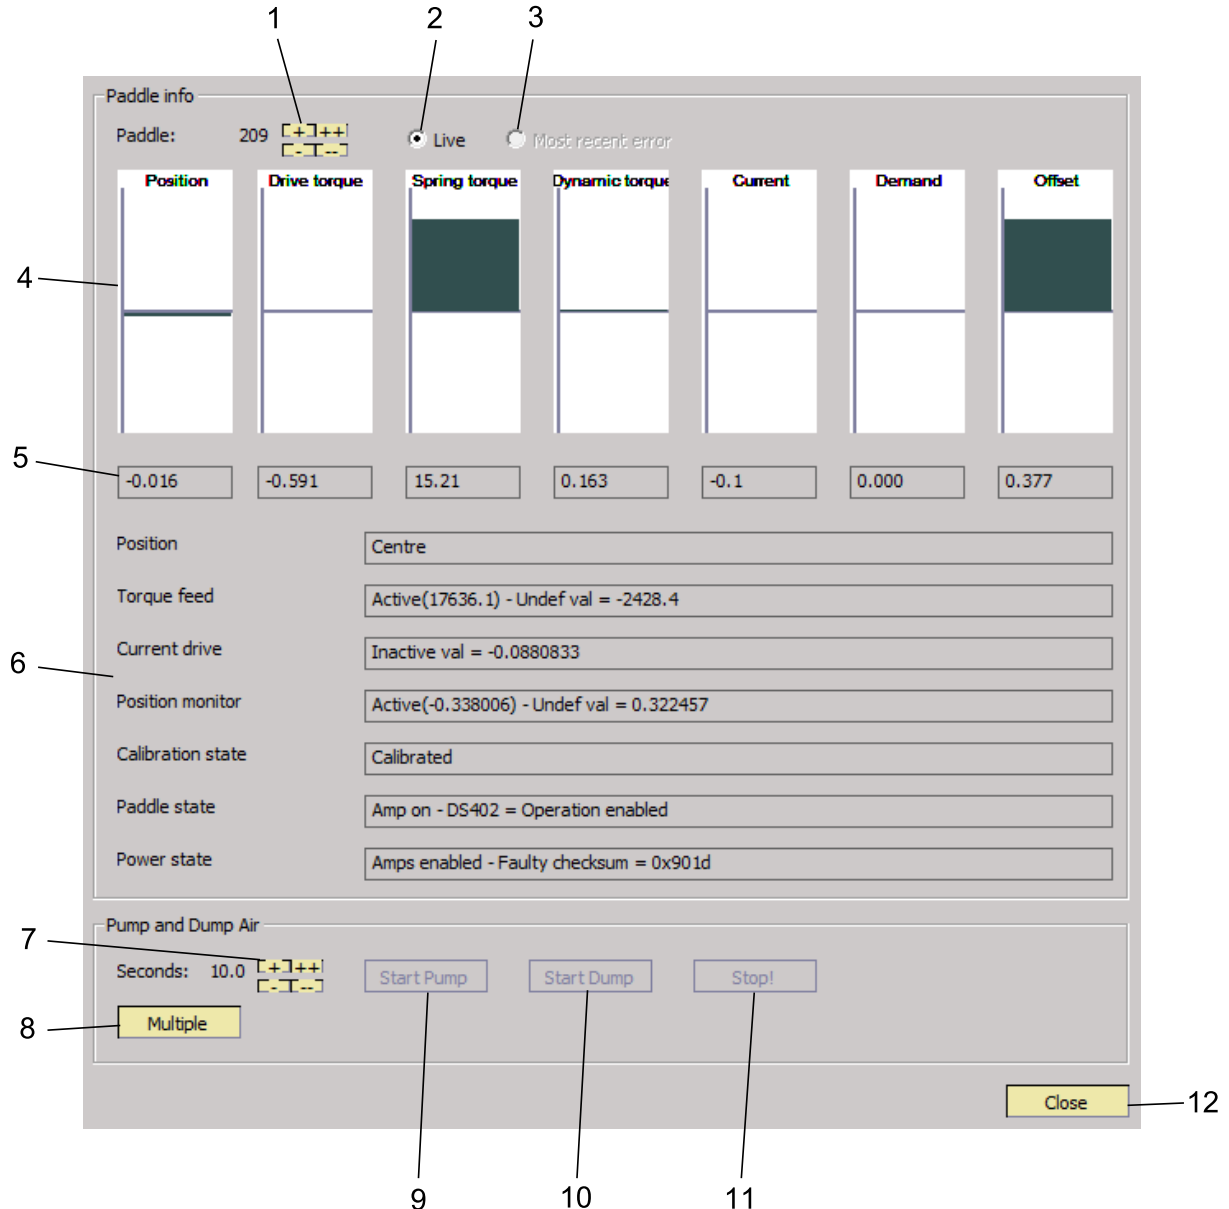 1 2 3
Paddle info
Paddle: 209 + ++ - -- Live Most recent error
Position Drive torque Spring torque Dynamic torque Current Demand Offset
4
5
-0.016 -0.591 15.21 0.163 -0.1 0.000 0.377
Position Centre
Torque feed Active(17636.1) - Undef val = -2428.4
Current drive Inactive val = -0.0880833
6
Position monitor Active(-0.338006) - Undef val = 0.322457
Calibration state Calibrated
Paddle state Amp on - DS402 = Operation enabled
Power state Amps enabled - Faulty checksum = 0x901d
Pump and Dump Air
7
Seconds: 10.0 + ++ - -- Start Pump Start Dump Stop!
8 Multiple
Close 12
9 10 11